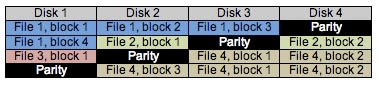 Disk 1 Disk 2 Disk 3 Disk 4
File 1, block 1 File 1, block 2 File 1, block 3 Parity
File 1, block 4 File 2, block 1 Parity File 2, block 2
File 3, block 1 Parity File 4, block 1 File 4, block 2
Parity File 4, block 3 File 4, block 1 File 4, block 2